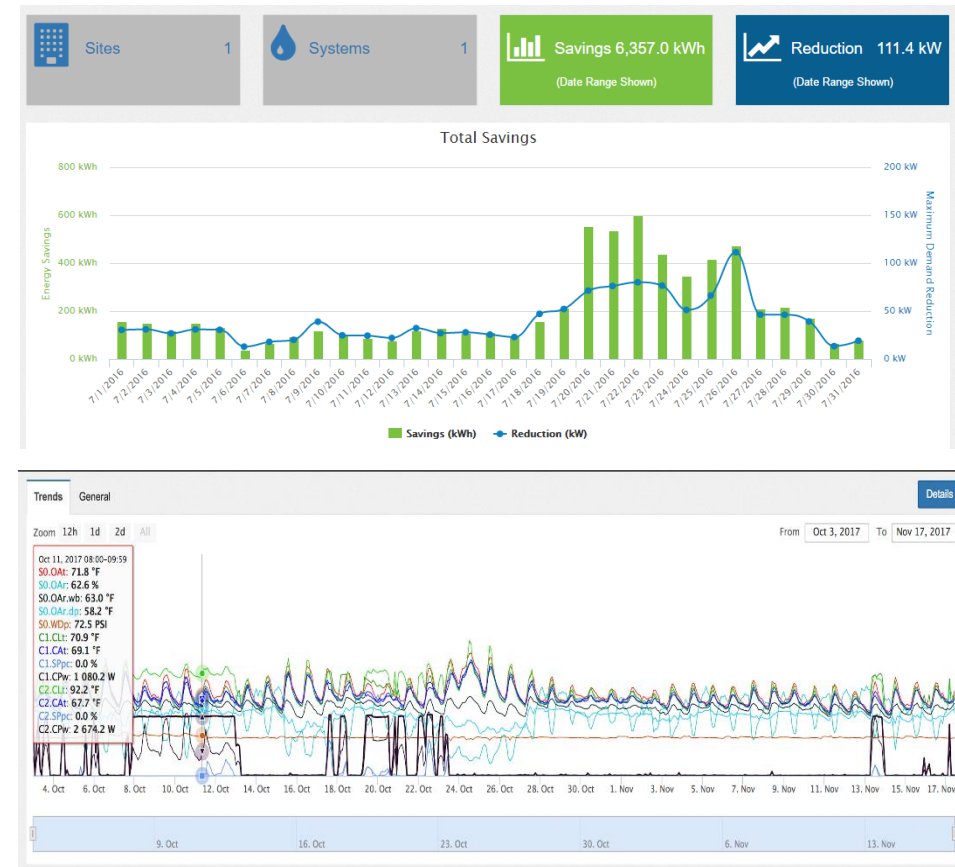 Sites 1
Systems 1
Savings 6,357.0 kWh
(Date Range Shown)
Reduction 111.4 kW
(Date Range Shown)
Total Savings
800 kWh
600 kWh
400 kWh
200 kWh
0 kWh
Energy Savings
200 kW
150 kW
100 kW
50 kW
0 kW
Maximum Demand Reduction
7/1/2016 7/2/2016 7/3/2016 7/4/2016 7/5/2016 7/6/2016 7/7/2016 7/8/2016 7/9/2016 7/10/2016 7/11/2016 7/12/2016 7/13/2016 7/14/2016 7/15/2016 7/16/2016 7/17/2016 7/18/2016 7/19/2016 7/20/2016 7/21/2016 7/22/2016 7/23/2016 7/24/2016 7/25/2016 7/26/2016 7/27/2016 7/28/2016 7/29/2016 7/30/2016 7/31/2016
Savings (kWh) Reduction (kW)
Trends General Details
Zoom 12h 1d 2d All From Oct 3, 2017 To Nov 17, 2017
Oct 11, 2017 08:00-09:59
S0.OAt: 71.8 °F
S0.OAr: 62.6 %
S0.OAr.wb: 63.0 °F
S0.OAr.dp: 58.2 °F
S0.WDp: 72.5 PSI
C1.CLt: 70.9 °F
C1.CAt: 69.1 °F
C1.SPpc: 0.0 %
C1.CPw: 1 080.2 W
C2.CLt: 92.2 °F
C2.CAt: 67.7 °F
C2.SPpc: 0.0 %
C2.CPw: 2 674.2 W
4. Oct 6. Oct 8. Oct 10. Oct 12. Oct 14. Oct 16. Oct 18. Oct 20. Oct 22. Oct 24. Oct 26. Oct 28. Oct 30. Oct 1. Nov 3. Nov 5. Nov 7. Nov 9. Nov 11. Nov 13. Nov 15. Nov 17. Nov
9. Oct 16. Oct 23. Oct 30. Oct 6. Nov 13. Nov